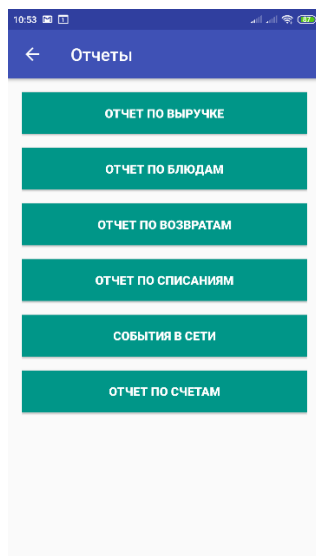 10:53 87
Отчеты
ОТЧЕТ ПО ВЫРУЧКЕ
ОТЧЕТ ПО БЛЮДАМ
ОТЧЕТ ПО ВОЗВРАТАМ
ОТЧЕТ ПО СПИСАНИЯМ
СОБЫТИЯ В СЕТИ
ОТЧЕТ ПО СЧЕТАМ